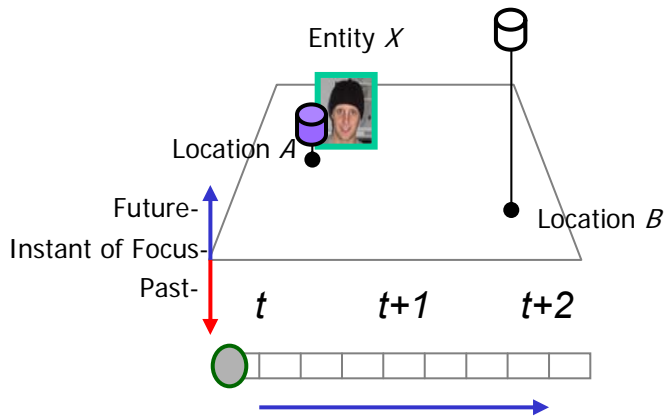 Entity X
Location A
Future-
Location B
Instant of Focus-
Past-
t t+1 t+2